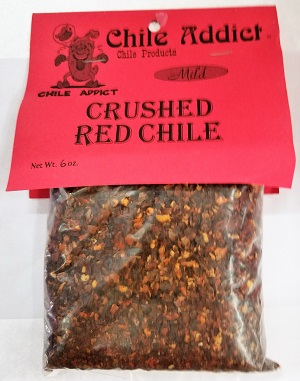 Chile Addict
Chile Products
Mild
CHILE ADDICT
CRUSHED
RED CHILE
Net Wt. 6 oz.